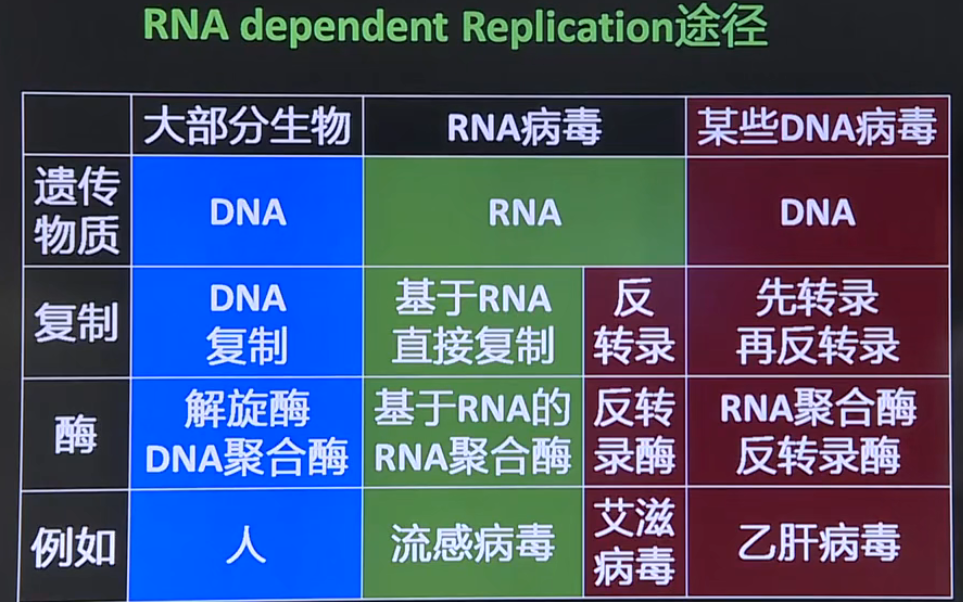 RNA dependent Replication途径
大部分生物 RNA病毒 某些DNA病毒
遗传
物质
DNA
RNA
DNA
复制
DNA
复制
基于RNA
直接复制
反
转录
先转录
再反转录
酶
解旋酶
DNA聚合酶
基于RNA的
RNA聚合酶
反转
录酶
RNA聚合酶
反转录酶
例如
人
流感病毒
艾滋
病毒
乙肝病毒